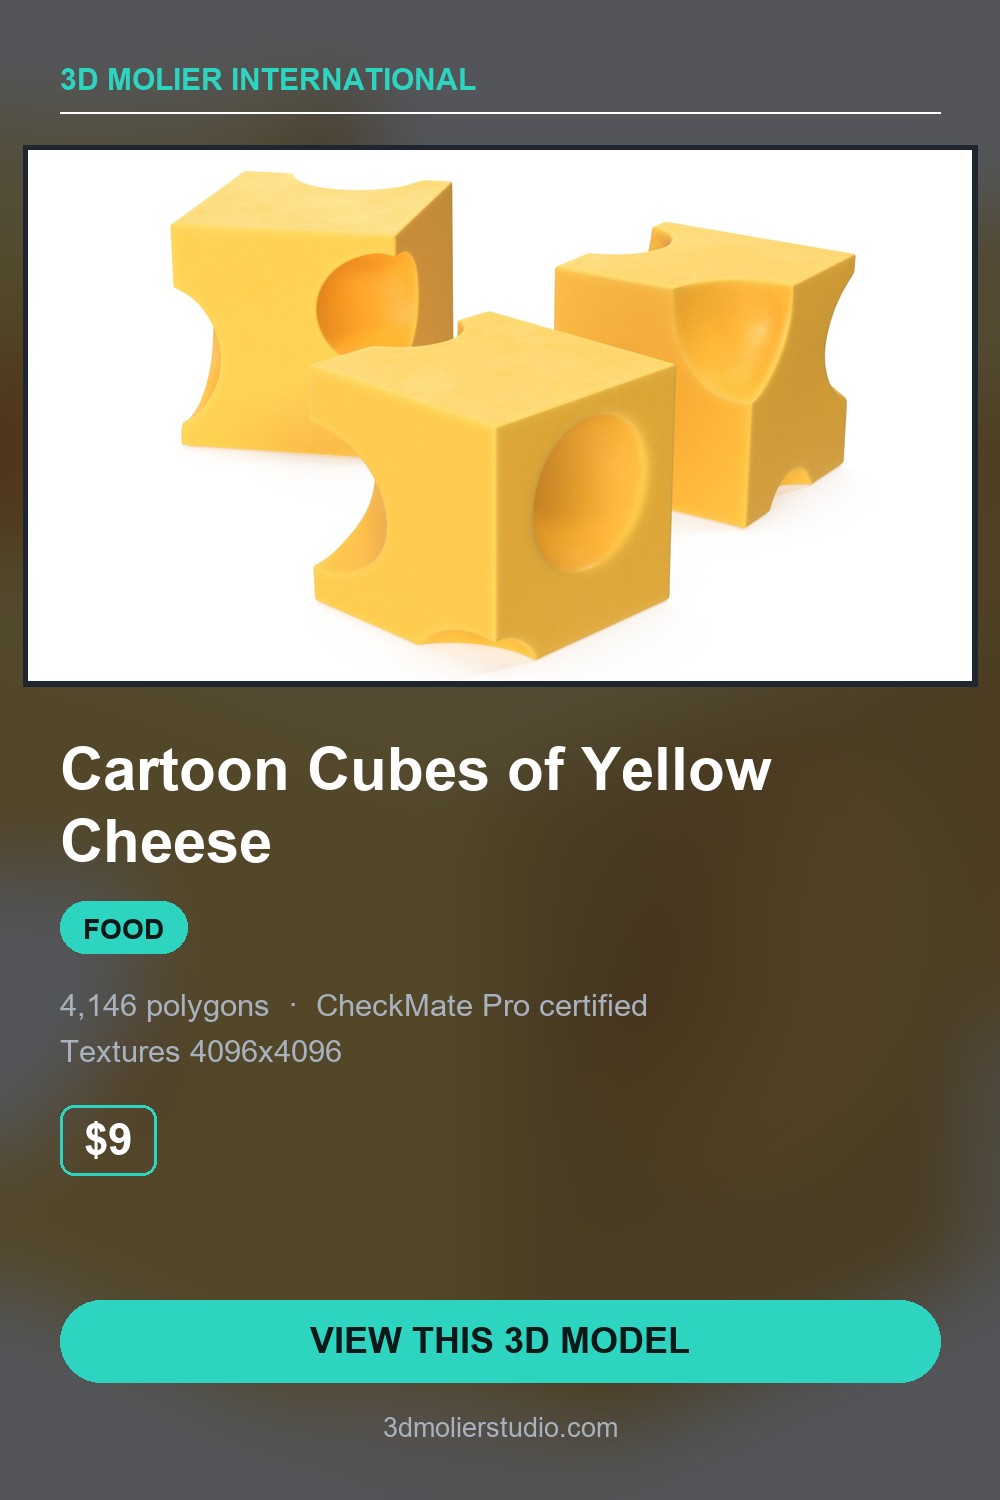 3D MOLIER INTERNATIONAL
Cartoon Cubes of Yellow
Cheese
FOOD
4,146 polygons · CheckMate Pro certified
Textures 4096x4096
$9
VIEW THIS 3D MODEL
3dmolierstudio.com